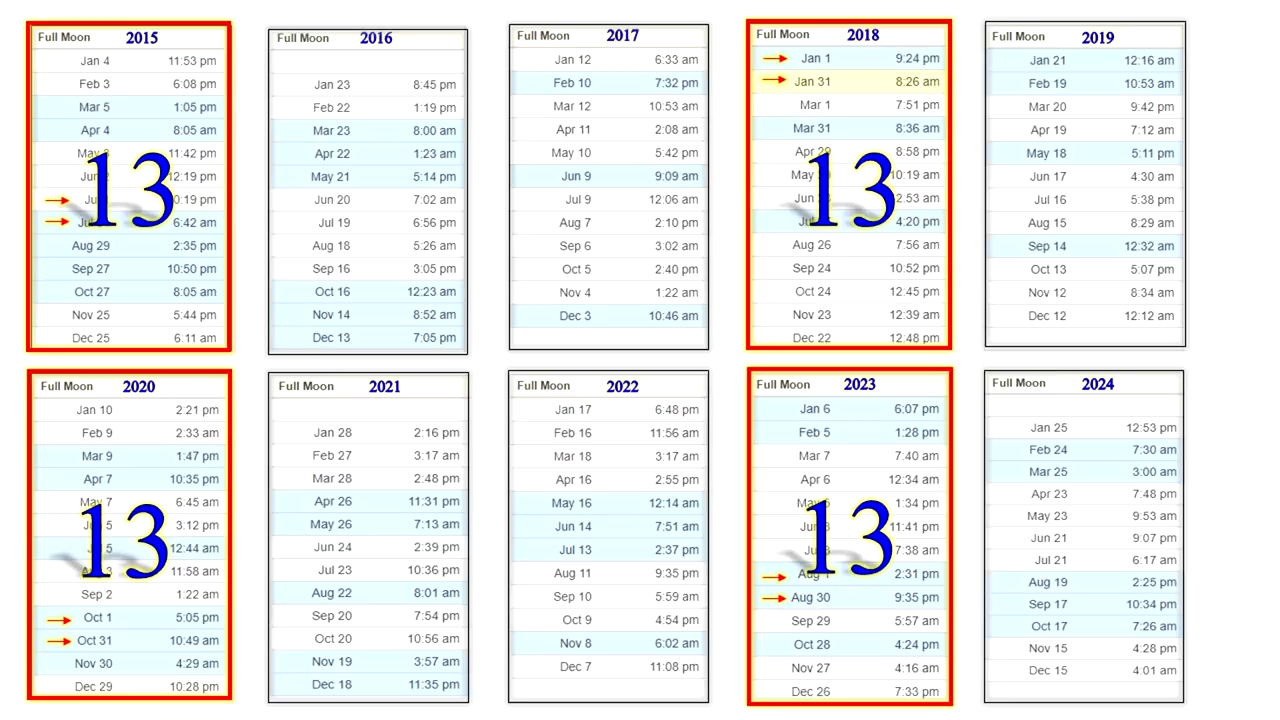 Full Moon 2015
Jan 4 11:53 pm
Feb 3 6:08 pm
Mar 5 1:05 pm
Apr 4 8:05 am
May 11:42 pm
Jun 2 12:19 pm
0:19 pm
6:42 am
Aug 29 2:35 pm
Sep 27 10:50 pm
Oct 27 8:05 am
Nov 25 5:44 pm
Dec 25 6:11 am
13
Full Moon 2016
Jan 23 8:45 pm
Feb 22 1:19 pm
Mar 23 8:00 am
Apr 22 1:23 am
May 21 5:14 pm
Jun 20 7:02 am
Jul 19 6:56 pm
Aug 18 5:26 am
Sep 16 3:05 pm
Oct 16 12:23 am
Nov 14 8:52 am
Dec 13 7:05 pm
Full Moon 2017
Jan 12 6:33 am
Feb 10 7:32 pm
Mar 12 10:53 am
Apr 11 2:08 am
May 10 5:42 pm
Jun 9 9:09 am
Jul 9 12:06 am
Aug 7 2:10 pm
Sep 6 3:02 am
Oct 5 2:40 pm
Nov 4 1:22 am
Dec 3 10:46 am
Full Moon 2018
Jan 1 9:24 pm
Jan 31 8:26 am
Mar 1 7:51 pm
Mar 31 8:36 am
Apr 29 8:58 pm
May 10:19 am
Jun 2:53 am
4:20 pm
Aug 26 7:56 am
Sep 24 10:52 pm
Oct 24 12:45 pm
Nov 23 12:39 am
Dec 22 12:48 pm
13
Full Moon 2019
Jan 21 12:16 am
Feb 19 10:53 am
Mar 20 9:42 pm
Apr 19 7:12 am
May 18 5:11 pm
Jun 17 4:30 am
Jul 16 5:38 pm
Aug 15 8:29 am
Sep 14 12:32 am
Oct 13 5:07 pm
Nov 12 8:34 am
Dec 12 12:12 am
Full Moon 2020
Jan 10 2:21 pm
Feb 9 2:33 am
Mar 9 1:47 pm
Apr 7 10:35 pm
May 7 6:45 am
5 3:12 pm
5 12:44 am
11:58 am
Sep 2 1:22 am
Oct 1 5:05 pm
Oct 31 10:49 am
Nov 30 4:29 am
Dec 29 10:28 pm
13
Full Moon 2021
Jan 28 2:16 pm
Feb 27 3:17 am
Mar 28 2:48 pm
Apr 26 11:31 pm
May 26 7:13 am
Jun 24 2:39 pm
Jul 23 10:36 pm
Aug 22 8:01 am
Sep 20 7:54 pm
Oct 20 10:56 am
Nov 19 3:57 am
Dec 18 11:35 pm
Full Moon 2022
Jan 17 6:48 pm
Feb 16 11:56 am
Mar 18 3:17 am
Apr 16 2:55 pm
May 16 12:14 am
Jun 14 7:51 am
Jul 13 2:37 pm
Aug 11 9:35 pm
Sep 10 5:59 am
Oct 9 4:54 pm
Nov 8 6:02 am
Dec 7 11:08 pm
Full Moon 2023
Jan 6 6:07 pm
Feb 5 1:28 pm
Mar 7 7:40 am
Apr 6 12:34 am
May 1:34 pm
11:41 pm
7:38 am
Aug 1 2:31 pm
Aug 30 9:35 pm
Sep 29 5:57 am
Oct 28 4:24 pm
Nov 27 4:16 am
Dec 26 7:33 pm
13
Full Moon 2024
Jan 25 12:53 pm
Feb 24 7:30 am
Mar 25 3:00 am
Apr 23 7:48 pm
May 23 9:53 am
Jun 21 9:07 pm
Jul 21 6:17 am
Aug 19 2:25 pm
Sep 17 10:34 pm
Oct 17 7:26 am
Nov 15 4:28 pm
Dec 15 4:01 am